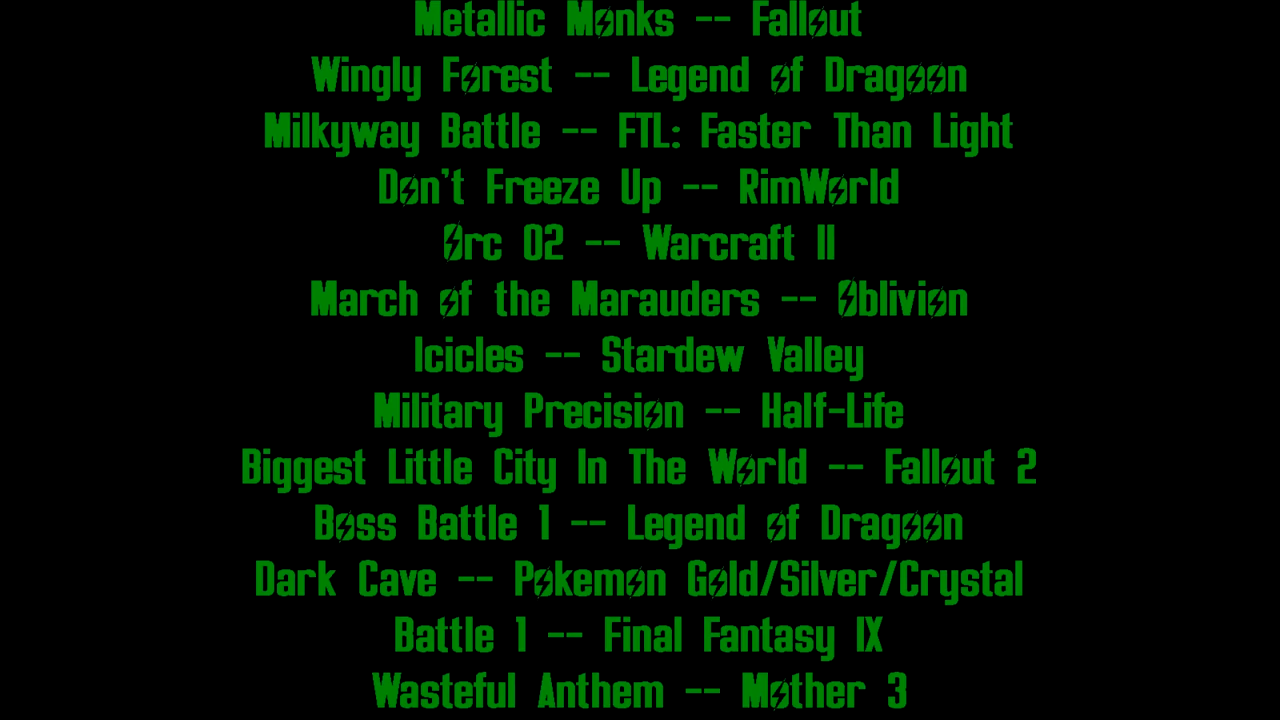 Metallic Monks -- Fallout
Wingly Forest -- Legend of Dragoon
Milkyway Battle -- FTL: Faster Than Light
Don't Freeze Up -- RimWorld
Orc 02 -- Warcraft II
March of the Marauders -- Oblivion
Icicles -- Stardew Valley
Military Precision -- Half-Life
Biggest Little City In The World -- Fallout 2
Boss Battle 1 -- Legend of Dragoon
Dark Cave -- Pokemon Gold/Silver/Crystal
Battle 1 -- Final Fantasy IX
Wasteful Anthem -- Mother 3